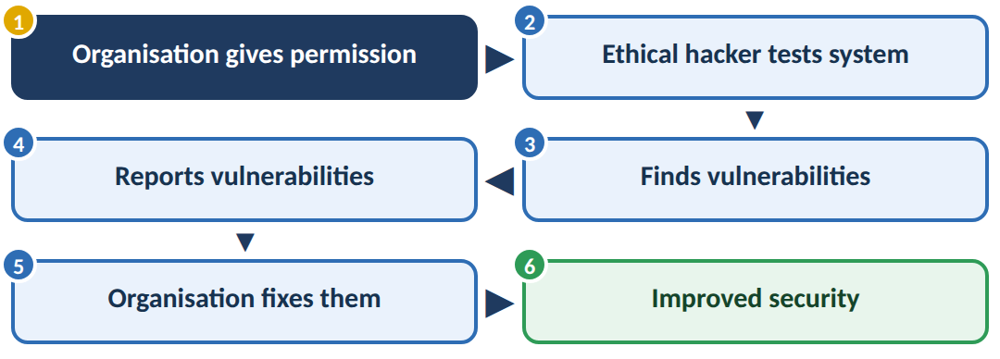 1
Organisation gives permission
2
Ethical hacker tests system
3
Finds vulnerabilities
4
Reports vulnerabilities
5
Organisation fixes them
6
Improved security